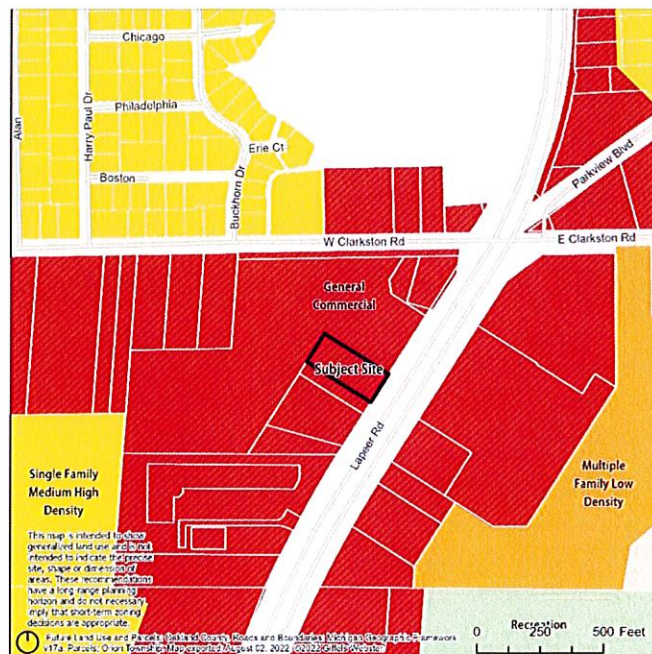 Chicago
Alan
Harry Paul Dr
Philadelphia
Erie Ct
Boston
Buckhorn Dr
Parkview Blvd
W Clarkston Rd
E Clarkston Rd
General
Commercial
Subject Site
Lapeer Rd
Single Family
Medium High
Density
Multiple
Family Low
Density
This map is intended to show
generalized land use and is not
intended to indicate the precise
site, shape or dimension of
areas. These recommendations
have a long range planning
horizon and do not necessary
imply that short-term zoning
decisions are appropriate.
Recreation
Future Land Use and Parcels: Oakland County. Roads and Boundaries: Michigan Geographic Framework
v17a. Parcels: Orion Township. Map exported August 02, 2022. ©2022 Giffels Webster
0 250 500 Feet